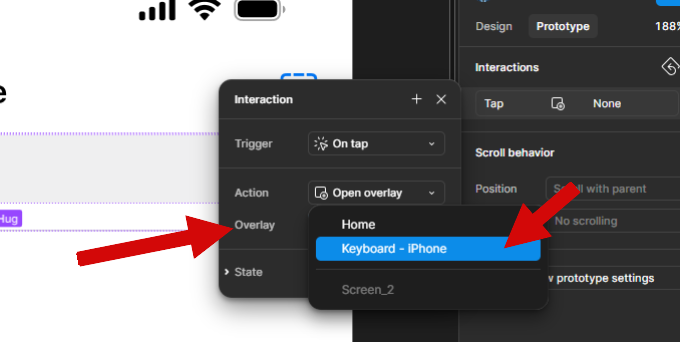 Design Prototype 188%
Interactions
Tap None
Interaction
Trigger On tap
Scroll behavior
Action Open overlay
Position Scroll with parent
Hug
Overlay
Home
No scrolling
Keyboard - iPhone
State
prototype settings
Screen_2